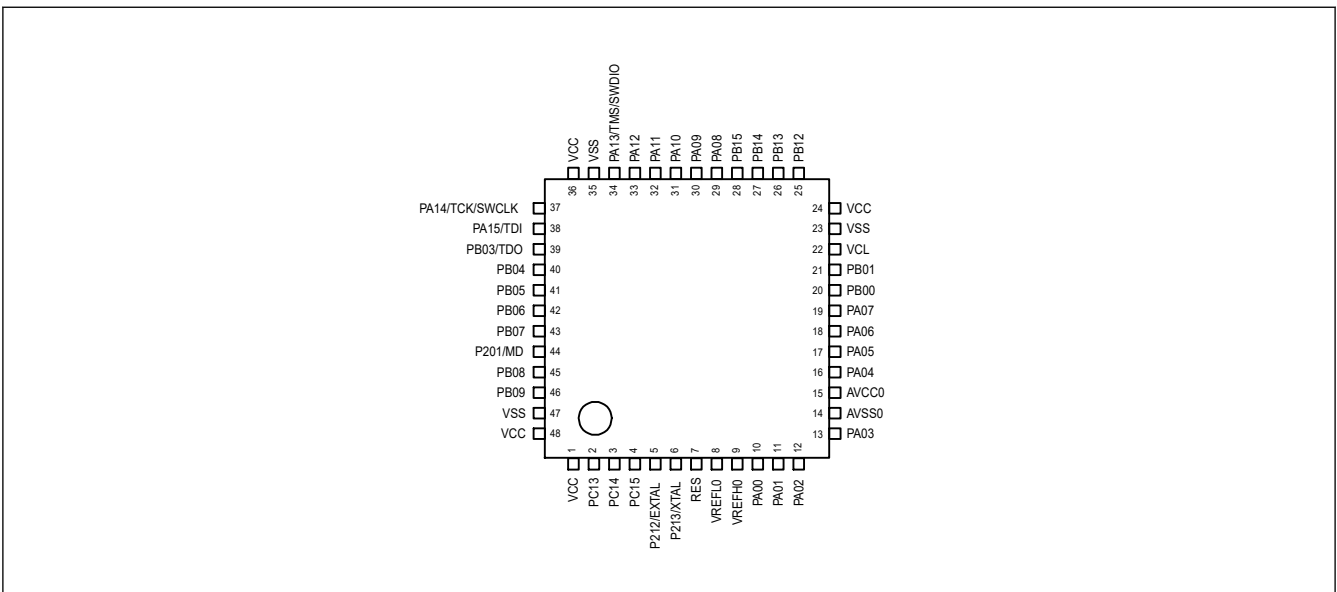 VCC
VSS
PA13/TMS/SWDIO
PA12
PA11
PA10
PA09
PA08
PB15
PB14
PB13
PB12
36
35
34
33
32
31
30
29
28
27
26
25
PA14/TCK/SWCLK 37
PA15/TDI 38
PB03/TDO 39
PB04 40
PB05 41
PB06 42
PB07 43
P201/MD 44
PB08 45
PB09 46
VSS 47
VCC 48
24 VCC
23 VSS
22 VCL
21 PB01
20 PB00
19 PA07
18 PA06
17 PA05
16 PA04
15 AVCC0
14 AVSS0
13 PA03
1
2
3
4
5
6
7
8
9
10
11
12
VCC
PC13
PC14
PC15
P212/EXTAL
P213/XTAL
RES
VREFL0
VREFH0
PA00
PA01
PA02